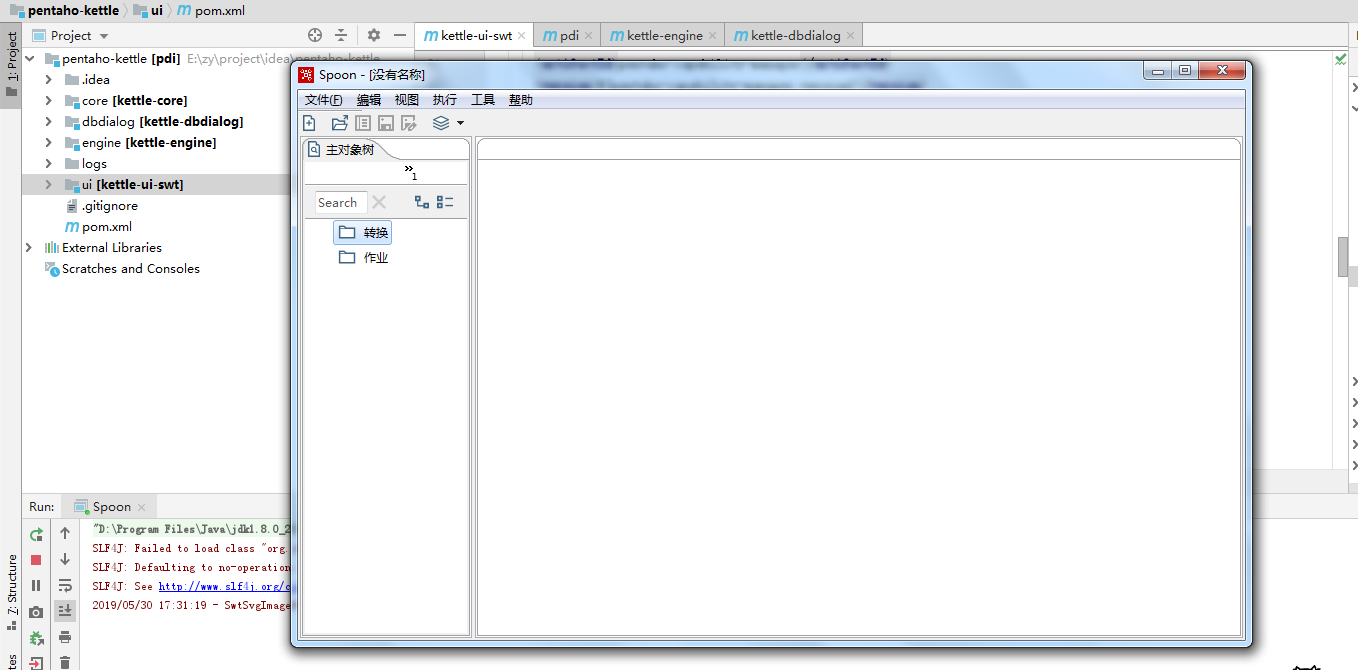 pentaho-kettle ui pom.xml
1: Project
Project
kettle-ui-swt pdi kettle-engine kettle-dbdialog
pentaho-kettle [pdi] E:\zy\project\idea\pentaho-kettle
.idea
core [kettle-core]
dbdialog [kettle-dbdialog]
engine [kettle-engine]
logs
ui [kettle-ui-swt]
.gitignore
pom.xml
External Libraries
Scratches and Consoles
Spoon - [没有名称]
文件(F) 编辑 视图 执行 工具 帮助
主对象树
1
Search
转换
作业
Run: Spoon
"D:\Program Files\Java\jdk1.8.0_2
SLF4J: Failed to load class "org.
SLF4J: Defaulting to no-operation
SLF4J: See http://www.slf4j.org/c
2019/05/30 17:31:19 - SwtSvgImage
Z: Structure